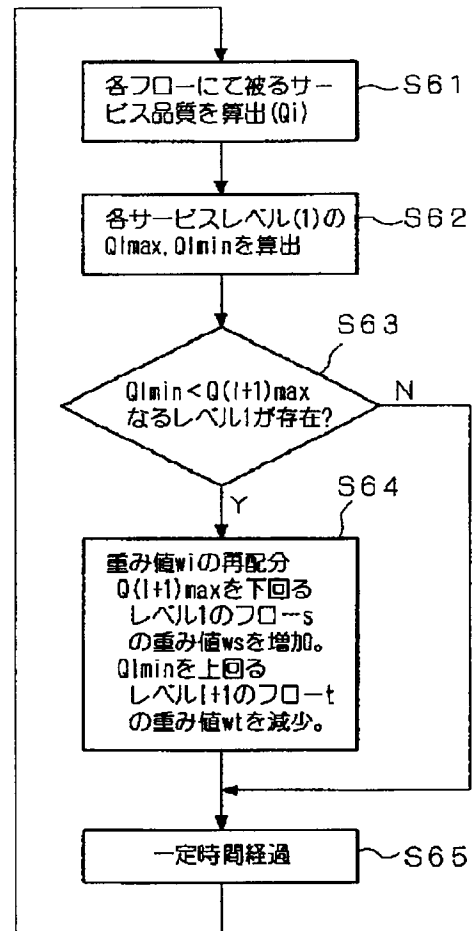 各フローにて被るサー
ビス品質を算出(Qi)
S61
各サービスレベル(l)の
Qlmax,Qlminを算出
S62
S63
Qlmin<Q(l+1)max
なるレベルlが存在?
N
Y
S64
重み値wiの再配分
Q(l+1)maxを下回る
レベルlのフローs
の重み値wsを増加。
Qlminを上回る
レベルl+1のフローt
の重み値wtを減少。
一定時間経過
S65